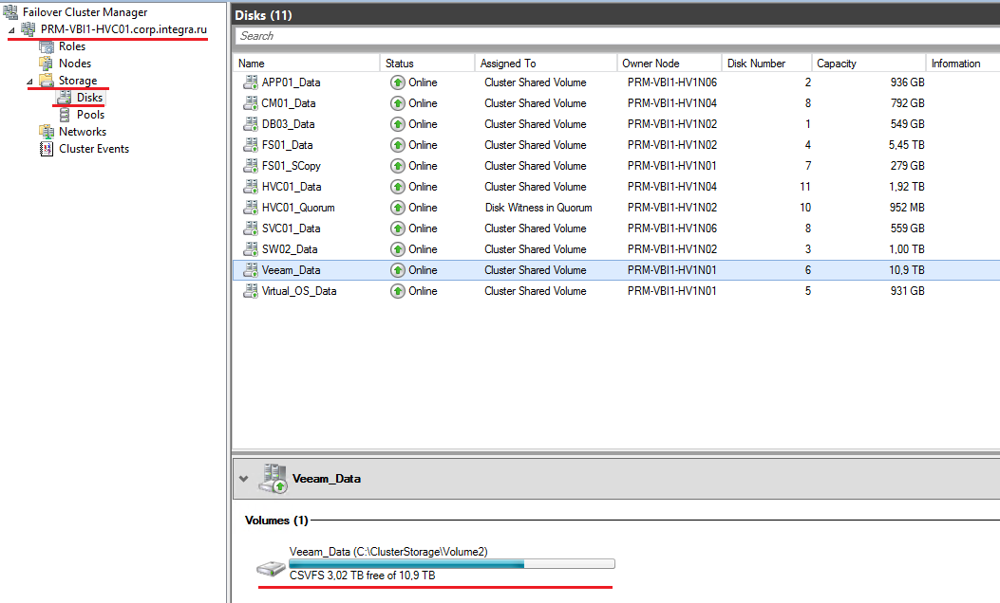 Failover Cluster Manager
PRM-VBI1-HVC01.corp.integra.ru
Roles
Nodes
Storage
Disks
Pools
Networks
Cluster Events
Disks (11)
Search
Name Status Assigned To Owner Node Disk Number Capacity Information
APP01_Data Online Cluster Shared Volume PRM-VBI1-HV1N06 2 936 GB
CM01_Data Online Cluster Shared Volume PRM-VBI1-HV1N04 8 792 GB
DB03_Data Online Cluster Shared Volume PRM-VBI1-HV1N02 1 549 GB
FS01_Data Online Cluster Shared Volume PRM-VBI1-HV1N02 4 5,45 TB
FS01_SCopy Online Cluster Shared Volume PRM-VBI1-HV1N01 7 279 GB
HVC01_Data Online Cluster Shared Volume PRM-VBI1-HV1N04 11 1,92 TB
HVC01_Quorum Online Disk Witness in Quorum PRM-VBI1-HV1N02 10 952 MB
SVC01_Data Online Cluster Shared Volume PRM-VBI1-HV1N06 8 559 GB
SW02_Data Online Cluster Shared Volume PRM-VBI1-HV1N02 3 1,00 TB
Veeam_Data Online Cluster Shared Volume PRM-VBI1-HV1N01 6 10,9 TB
Virtual_OS_Data Online Cluster Shared Volume PRM-VBI1-HV1N01 5 931 GB
Veeam_Data
Volumes (1)
Veeam_Data (C:\ClusterStorage\Volume2)
CSVFS 3,02 TB free of 10,9 TB